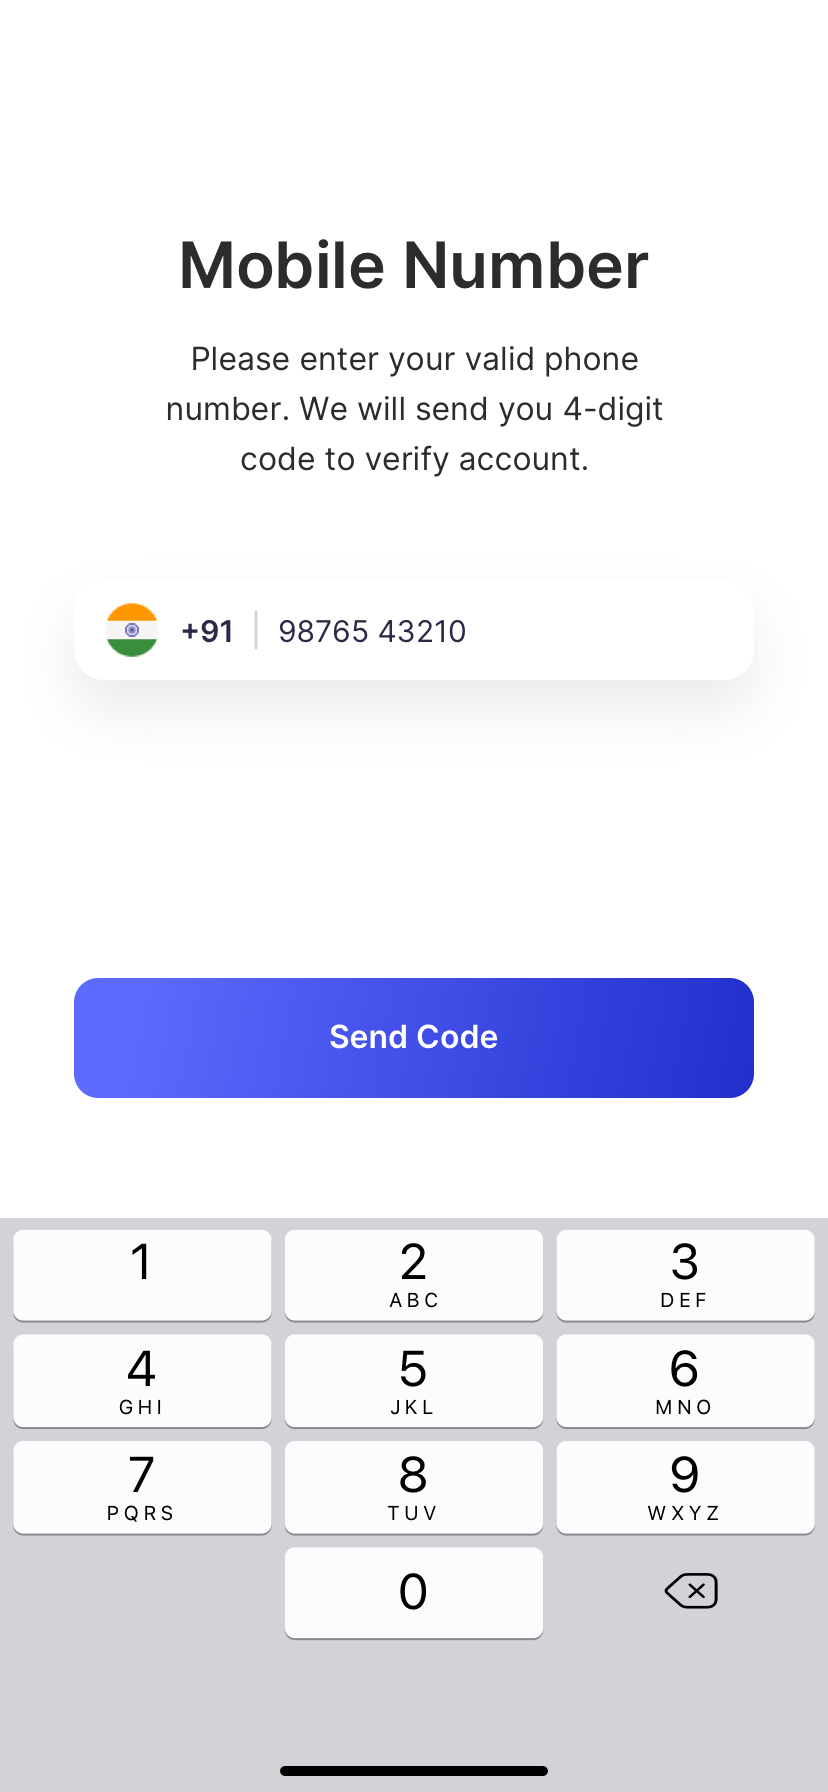 Mobile Number
Please enter your valid phone
number. We will send you 4-digit
code to verify account.
+91 98765 43210
Send Code
1 2 3
ABC DEF
4 5 6
GHI JKL MNO
7 8 9
PQRS TUV WXYZ
0